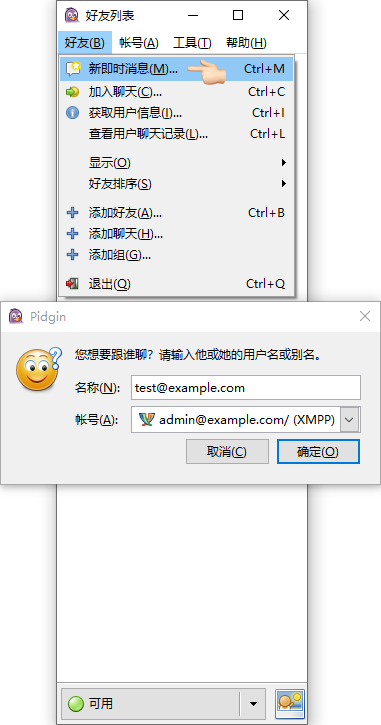 好友列表
好友(B) 帐号(A) 工具(T) 帮助(H)
新即时消息(M)... Ctrl+M
加入聊天(C)... Ctrl+C
获取用户信息(I)... Ctrl+I
查看用户聊天记录(L)... Ctrl+L
显示(O)
好友排序(S)
添加好友(A)... Ctrl+B
添加聊天(H)...
添加组(G)...
退出(Q) Ctrl+Q
Pidgin
您想要跟谁聊？请输入他或她的用户名或别名。
名称(N): test@example.com
帐号(A): admin@example.com/ (XMPP)
取消(C) 确定(O)
可用